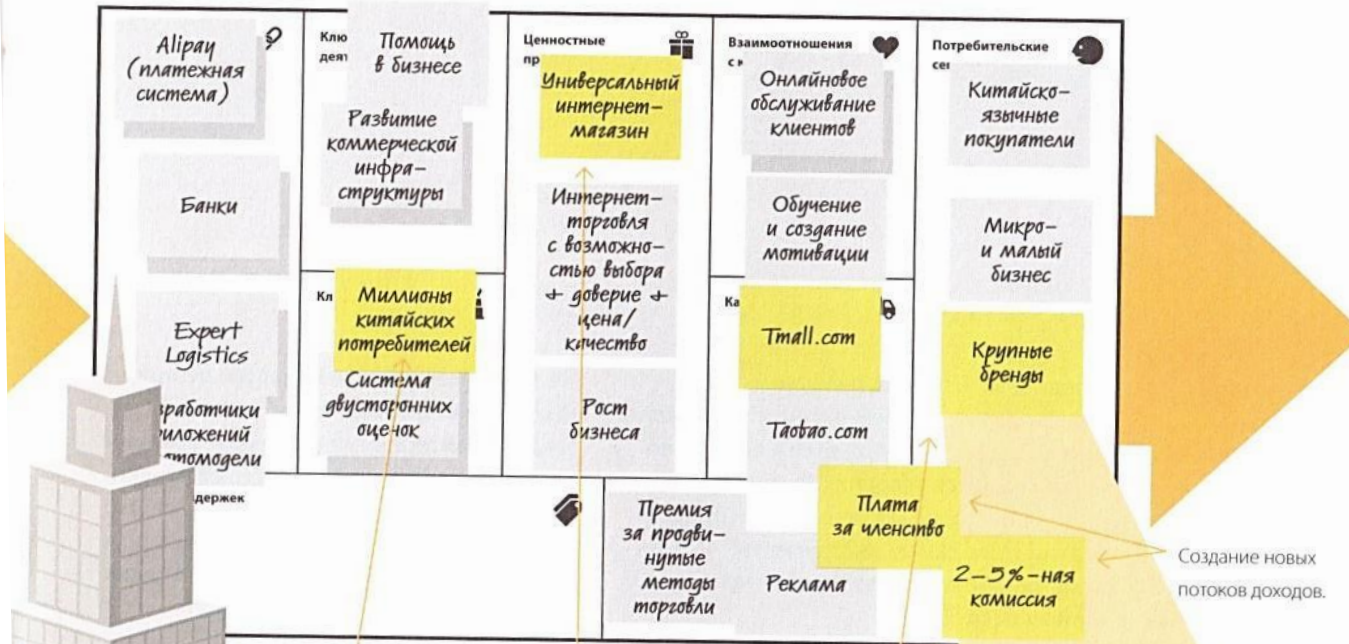 Alipay
(платежная
система)
Банки
Expert
Logistics
Помощь
в бизнесе
Развитие
коммерческой
инфра-
структуры
Миллионы
китайских
потребителей
Система
двусторонних
оценок
Ценностные
Универсальный
интернет-
магазин
Интернет-
торговля
с возможно-
стью выбора
+ доверие +
цена/
качество
Рост
бизнеса
Взаимоотношения
с
Онлайновое
обслуживание
клиентов
Обучение
и создание
мотивации
Tmall.com
Taobao.com
Потребительские
Китайско-
язычные
покупатели
Микро-
и малый
бизнес
Крупные
бренды
Премия
за продви-
нутые
методы
торговли
Реклама
Плата
за членство
2-5%-ная
комиссия
Создание новых
потоков доходов.